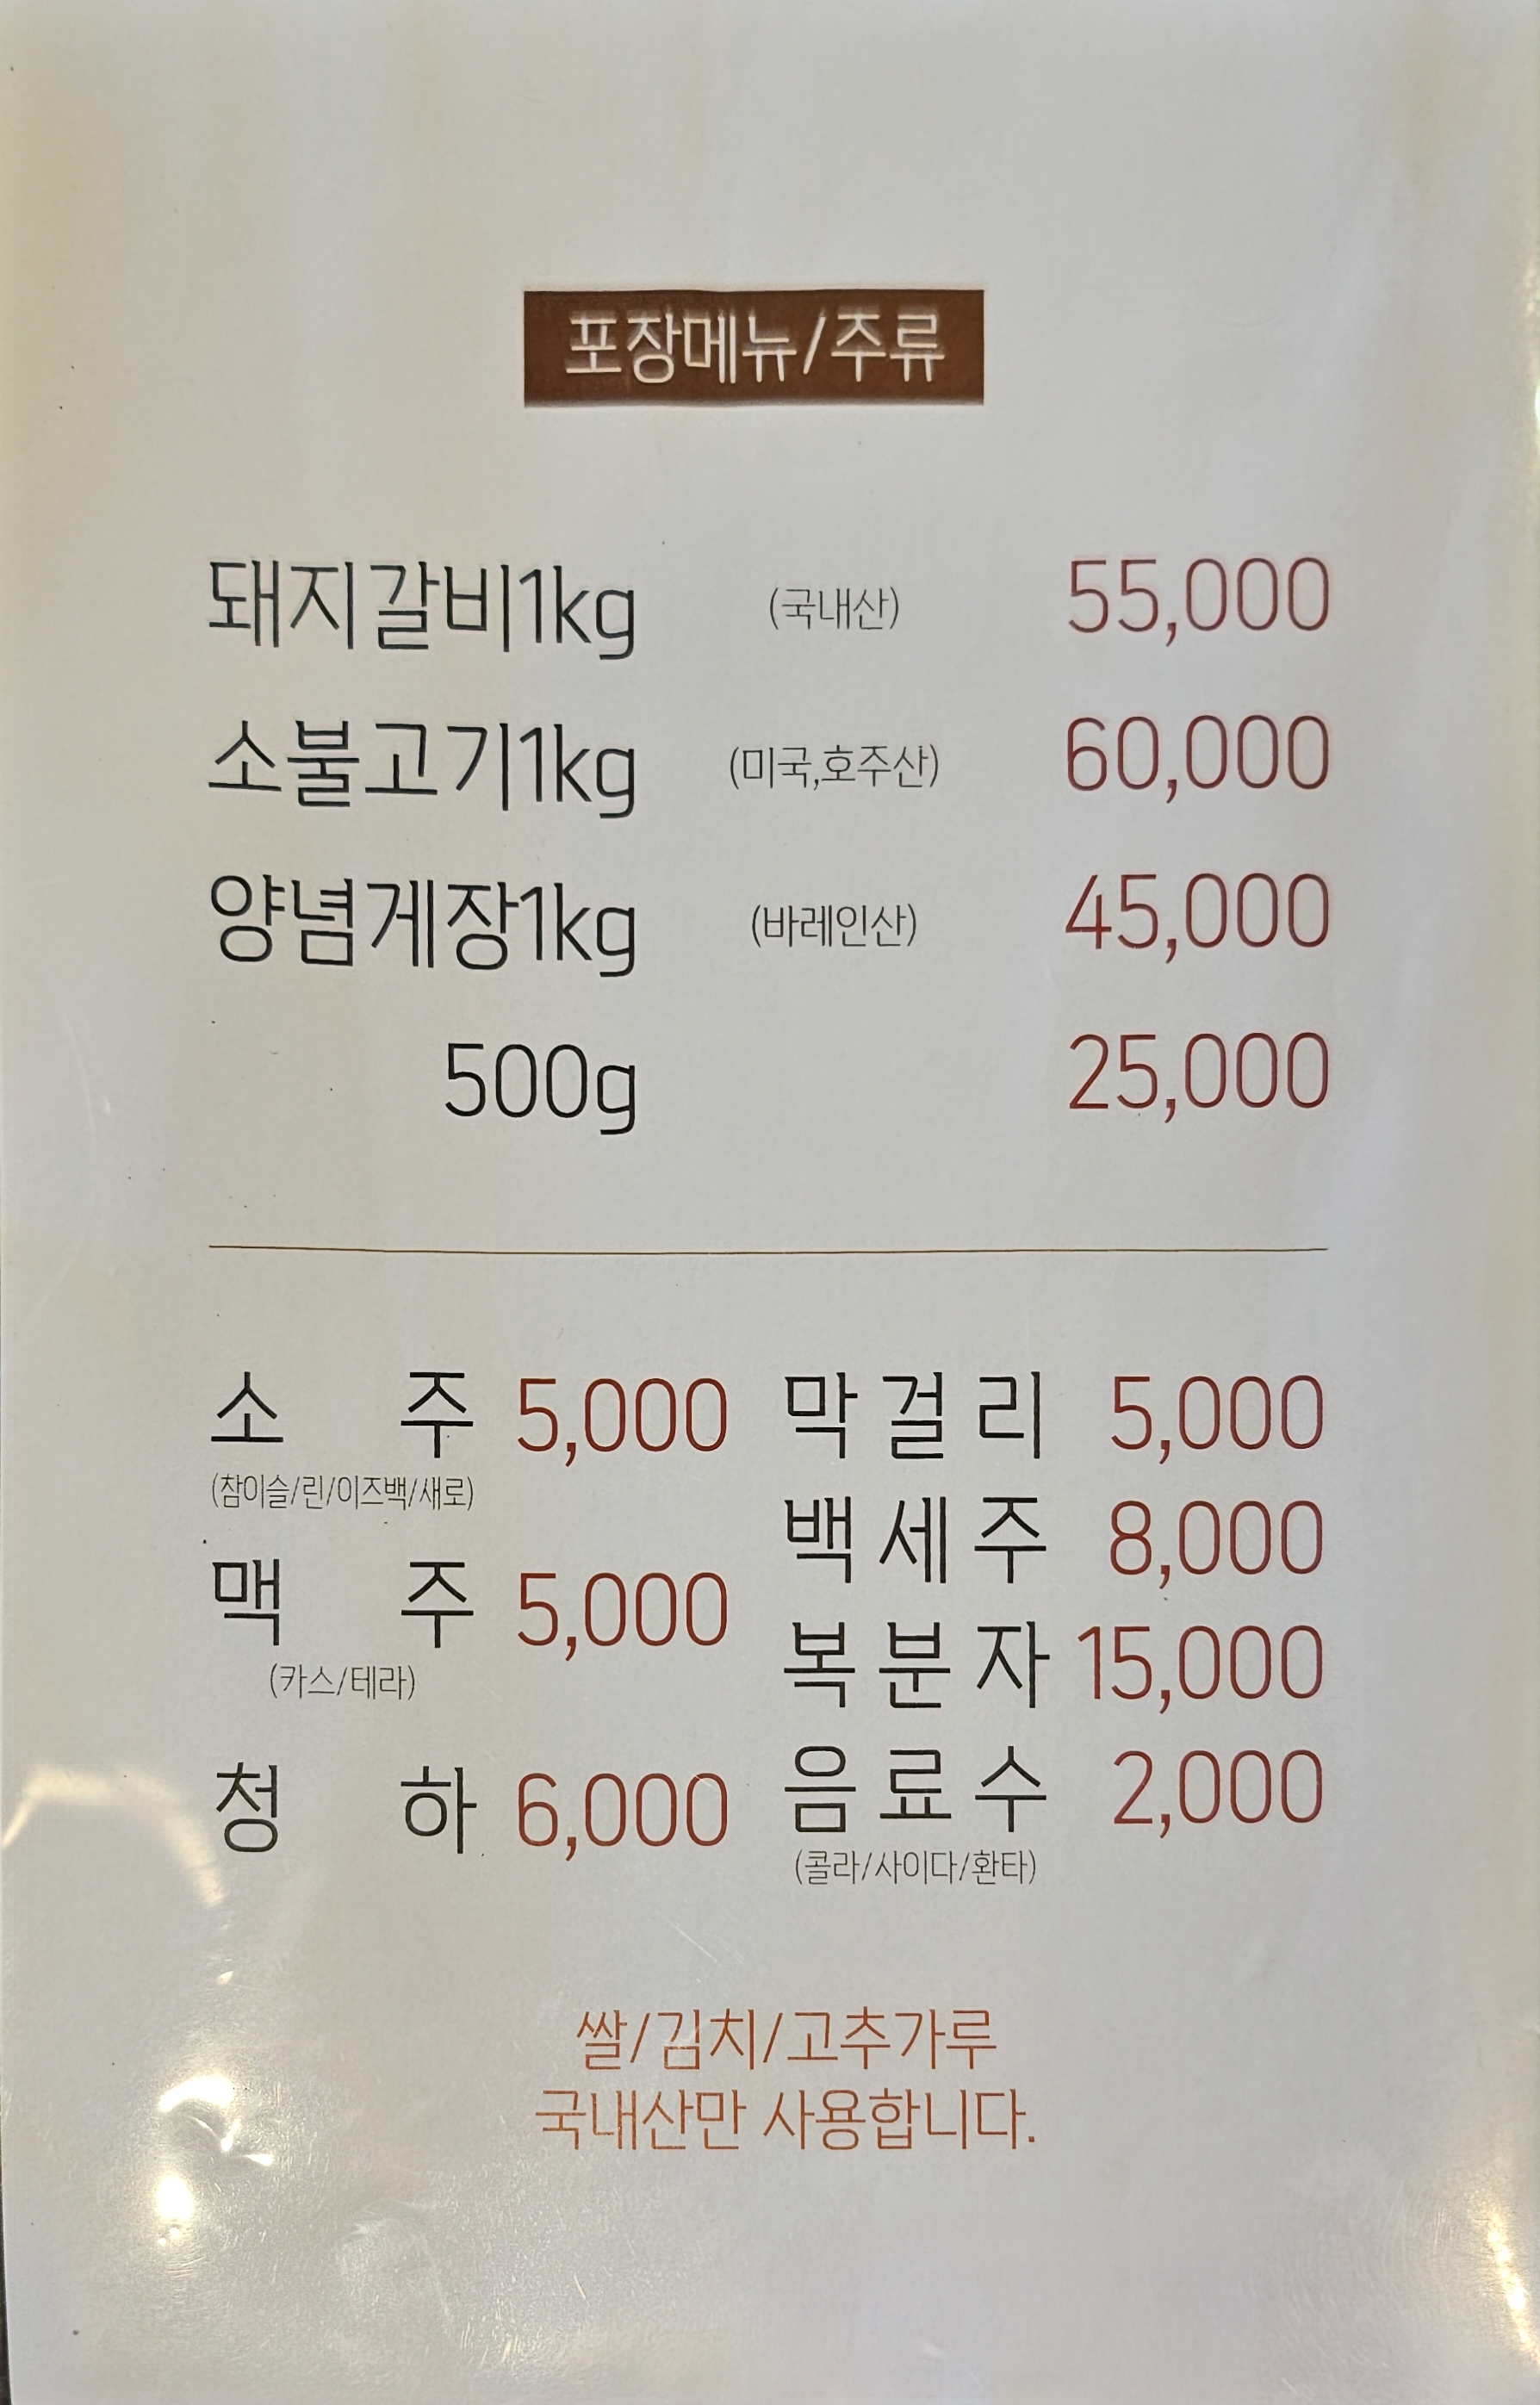 포장메뉴/주류
돼지갈비1kg (국내산) 55,000
소불고기1kg (미국,호주산) 60,000
양념게장1kg (바레인산) 45,000
500g 25,000
소 주 5,000
(참이슬/린/이즈백/새로)
맥 주 5,000
(카스/테라)
청 하 6,000
막걸리 5,000
백세주 8,000
복분자 15,000
음료수 2,000
(콜라/사이다/환타)
쌀/김치/고추가루
국내산만 사용합니다.